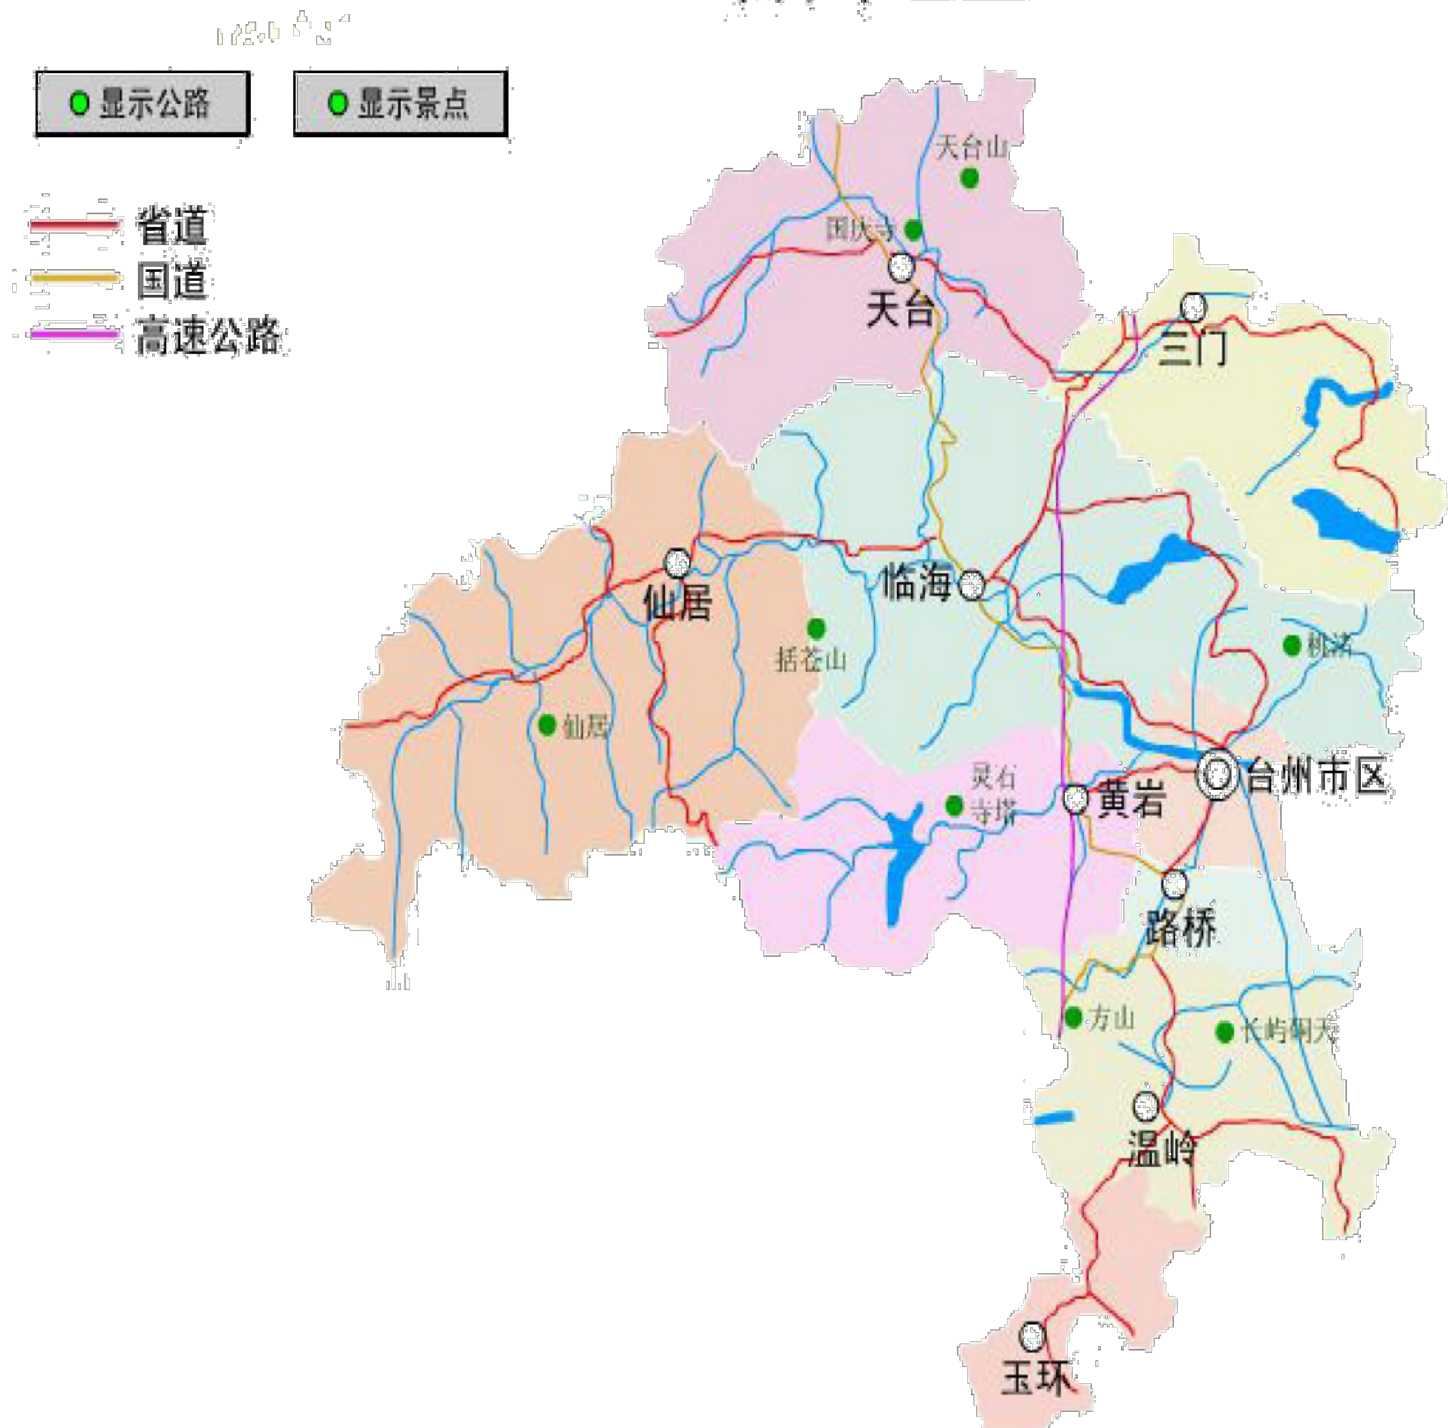 显示公路
显示景点
省道
国道
高速公路
天台山
国庆寺
天台
三门
仙居
临海
括苍山
桃渚
仙居
灵石
寺塔
黄岩
台州市区
路桥
方山
长屿硐天
温岭
玉环